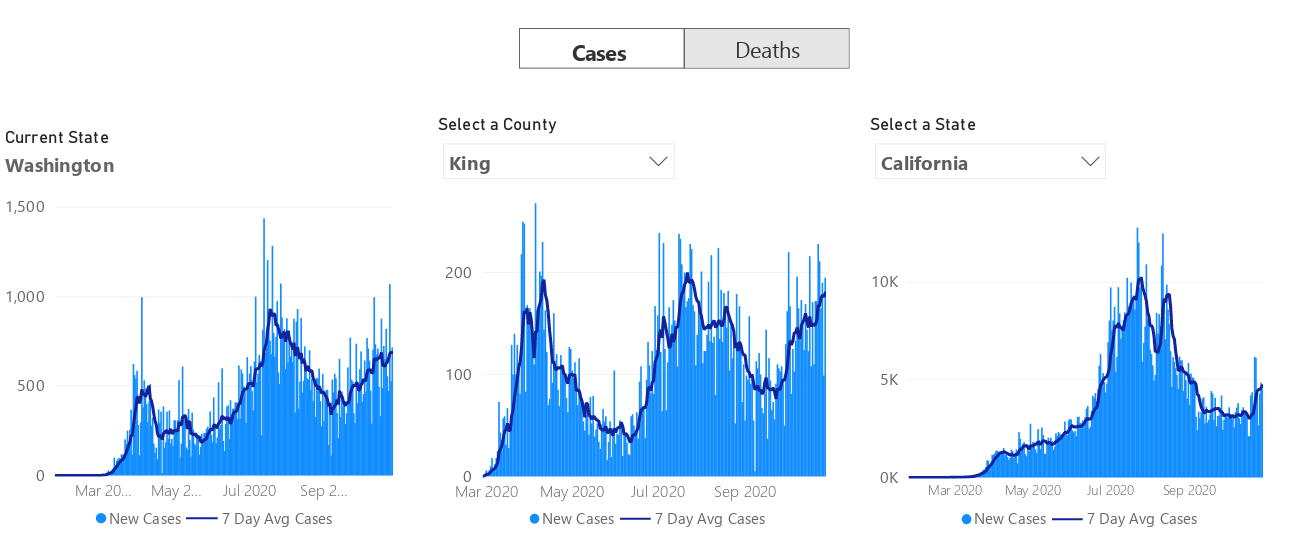 Cases Deaths
Current State
Washington
1,500
1,000
500
0
Mar 20... May 2... Jul 2020 Sep 2...
New Cases 7 Day Avg Cases
Select a County
King
200
100
0
Mar 2020 May 2020 Jul 2020 Sep 2020
New Cases 7 Day Avg Cases
Select a State
California
10K
5K
0K
Mar 2020 May 2020 Jul 2020 Sep 2020
New Cases 7 Day Avg Cases